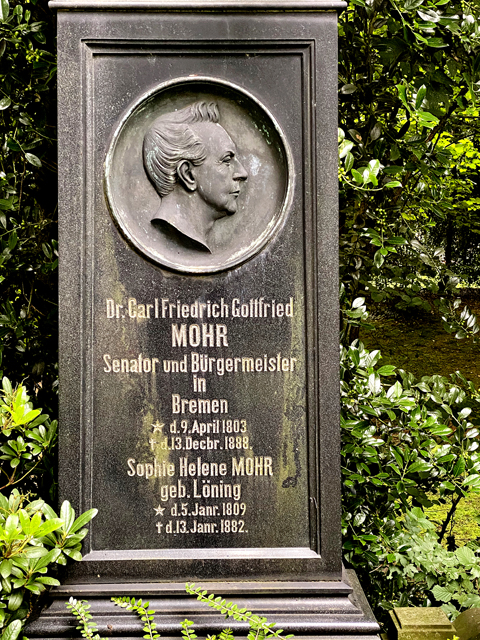 Dr. Carl Friedrich Gottfried
MOHR
Senator und Bürgermeister
in
Bremen
* d. 9. April 1803
† d. 13. Decbr. 1888.
Sophie Helene MOHR
geb. Löning
* d. 5. Janr. 1809
† d. 13. Janr. 1882.